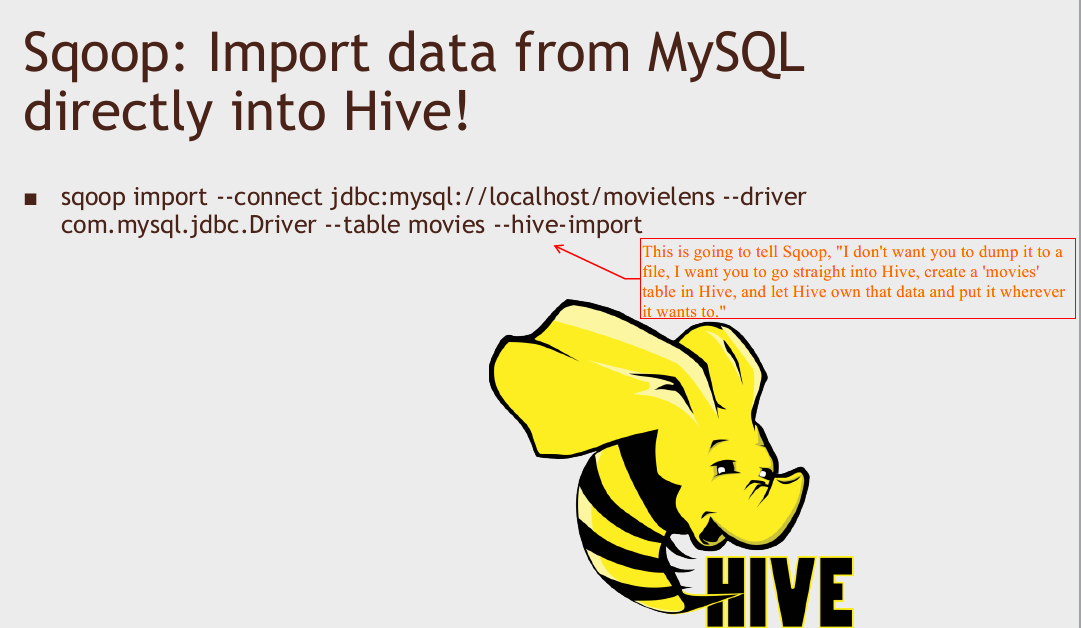 Sqoop: Import data from MySQL
directly into Hive!
▪ sqoop import --connect jdbc:mysql://localhost/movielens --driver
com.mysql.jdbc.Driver --table movies --hive-import
This is going to tell Sqoop, "I don't want you to dump it to a
file, I want you to go straight into Hive, create a 'movies'
table in Hive, and let Hive own that data and put it wherever
it wants to."
HIVE